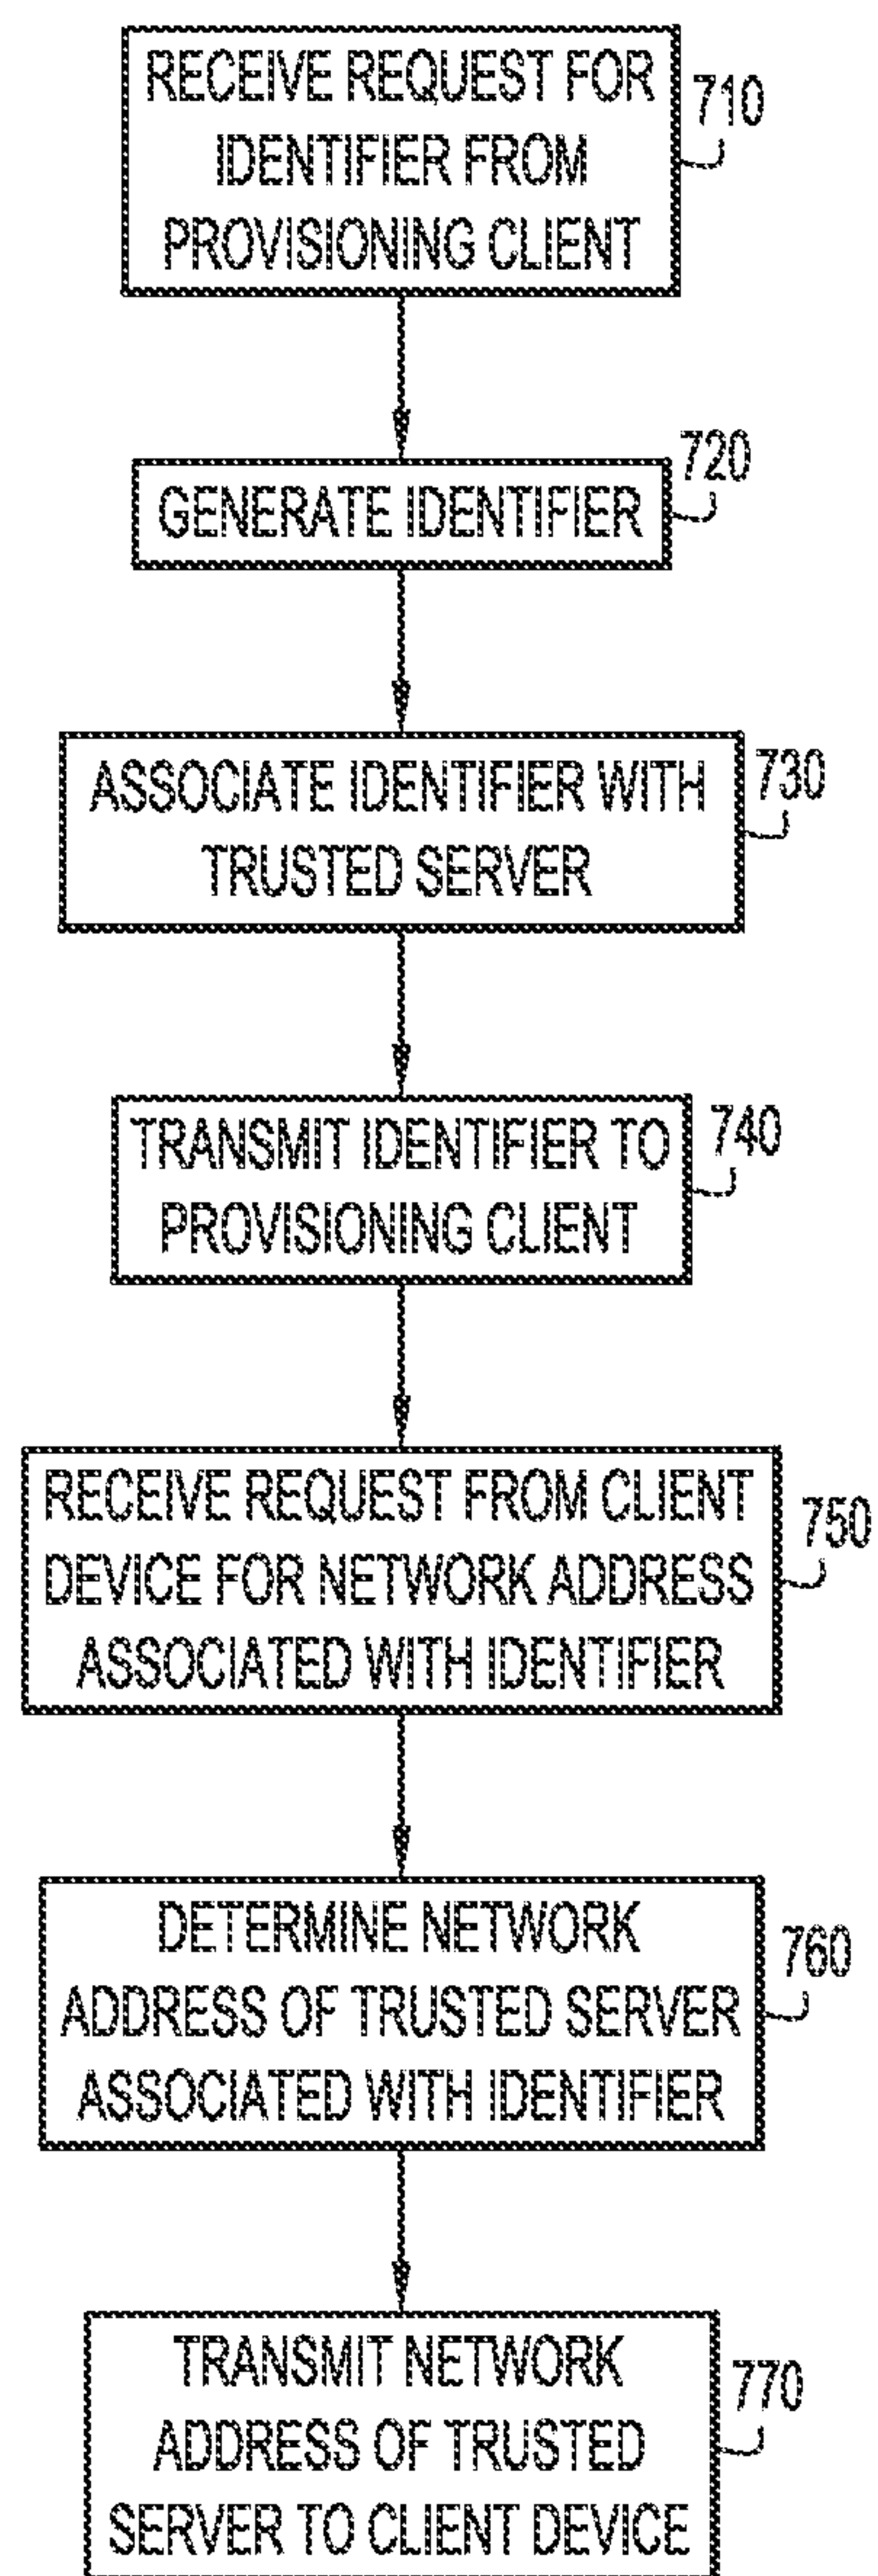 RECEIVE REQUEST FOR
IDENTIFIER FROM
PROVISIONING CLIENT
710
GENERATE IDENTIFIER
720
ASSOCIATE IDENTIFIER WITH
TRUSTED SERVER
730
TRANSMIT IDENTIFIER TO
PROVISIONING CLIENT
740
RECEIVE REQUEST FROM CLIENT
DEVICE FOR NETWORK ADDRESS
ASSOCIATED WITH IDENTIFIER
750
DETERMINE NETWORK
ADDRESS OF TRUSTED SERVER
ASSOCIATED WITH IDENTIFIER
760
TRANSMIT NETWORK
ADDRESS OF TRUSTED
SERVER TO CLIENT DEVICE
770